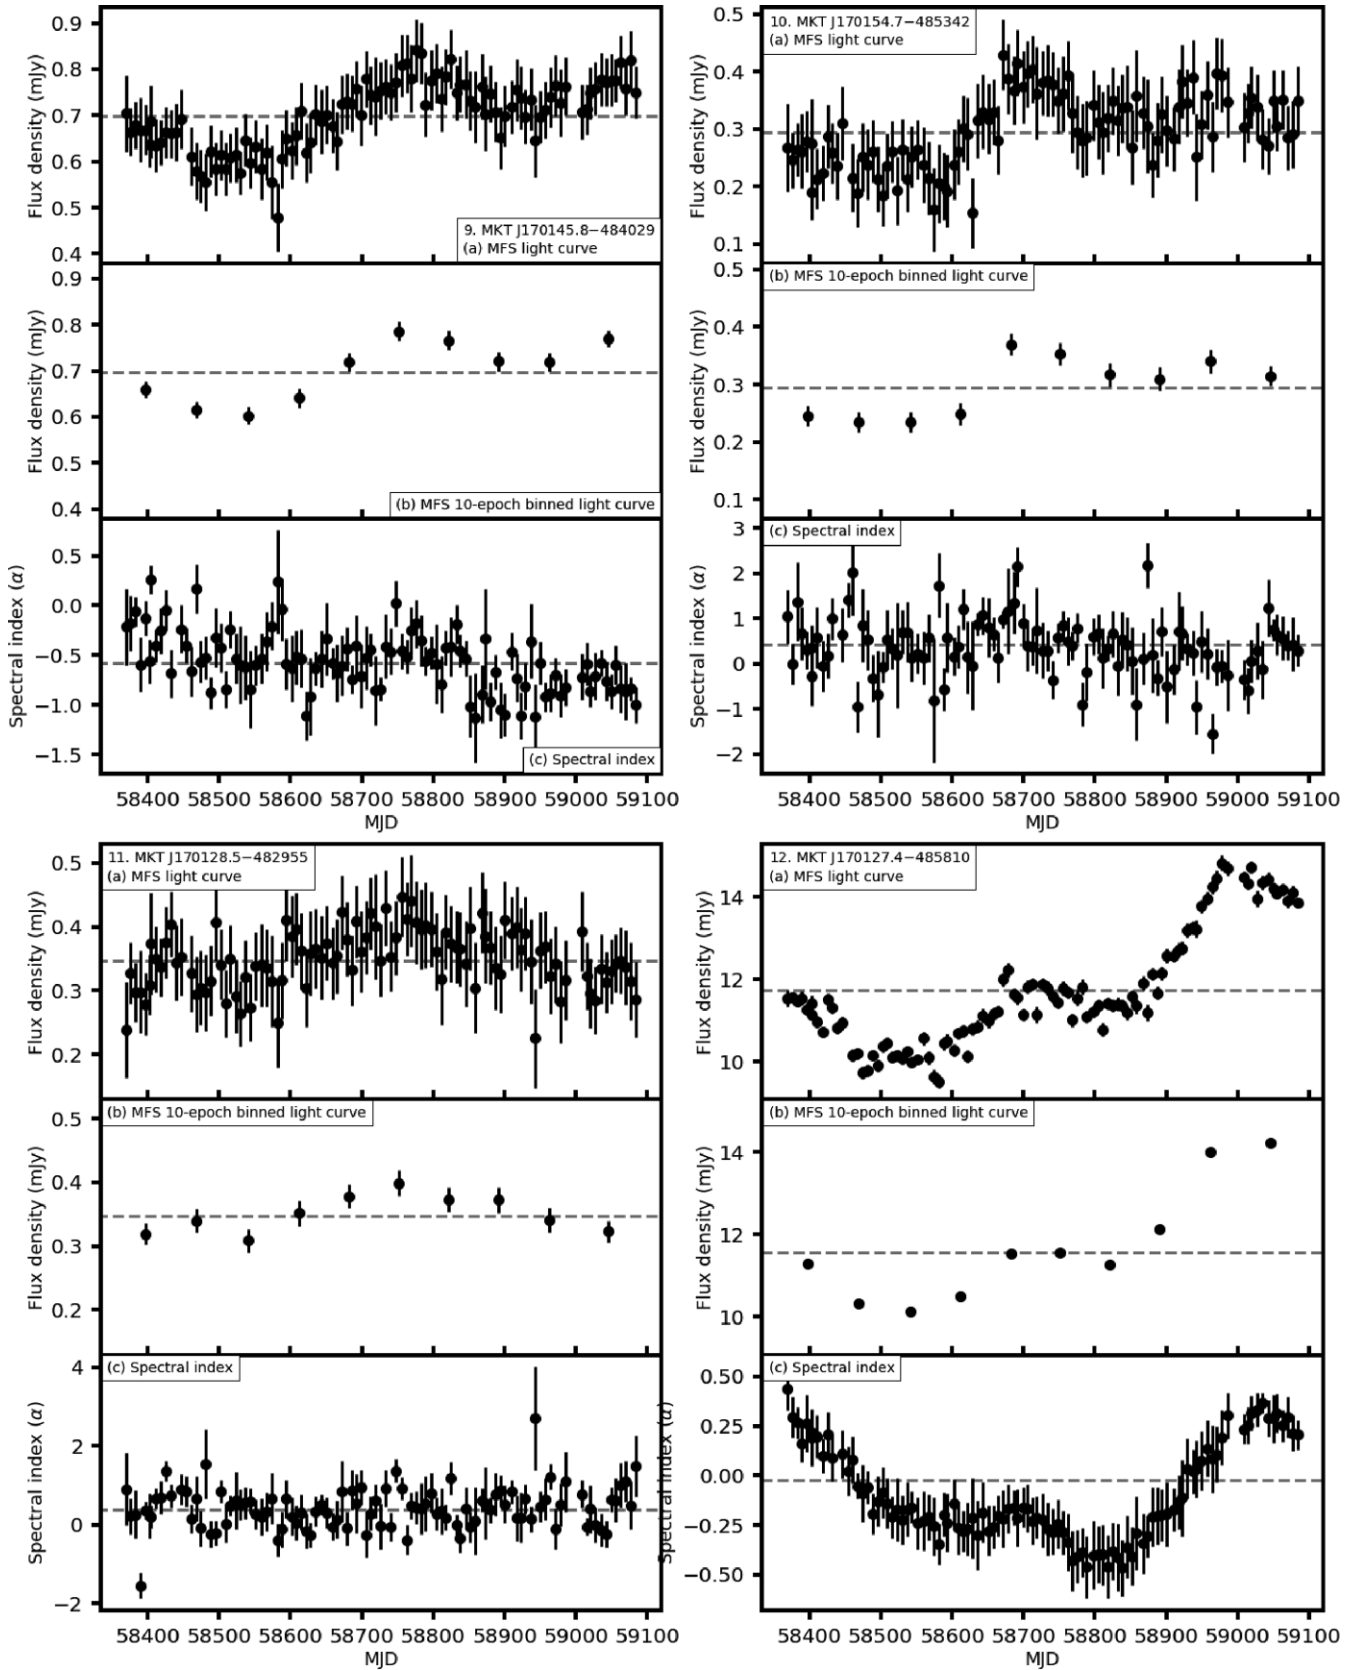 0.9
0.8
0.7
0.6
0.5
0.4
Flux density (mJy)
9. MKT J170145.8−484029
(a) MFS light curve
0.9
0.8
0.7
0.6
0.5
0.4
Flux density (mJy)
(b) MFS 10-epoch binned light curve
0.5
0.0
−0.5
−1.0
−1.5
Spectral index (α)
(c) Spectral index
58400 58500 58600 58700 58800 58900 59000 59100
MJD
10. MKT J170154.7−485342
(a) MFS light curve
0.5
0.4
0.3
0.2
0.1
Flux density (mJy)
(b) MFS 10-epoch binned light curve
0.5
0.4
0.3
0.2
0.1
Flux density (mJy)
(c) Spectral index
3
2
1
0
−1
−2
Spectral index (α)
58400 58500 58600 58700 58800 58900 59000 59100
MJD
11. MKT J170128.5−482955
(a) MFS light curve
0.5
0.4
0.3
0.2
Flux density (mJy)
(b) MFS 10-epoch binned light curve
0.5
0.4
0.3
0.2
Flux density (mJy)
(c) Spectral index
4
2
0
−2
Spectral index (α)
58400 58500 58600 58700 58800 58900 59000 59100
MJD
12. MKT J170127.4−485810
(a) MFS light curve
14
12
10
Flux density (mJy)
(b) MFS 10-epoch binned light curve
14
12
10
Flux density (mJy)
(c) Spectral index
0.50
0.25
0.00
−0.25
−0.50
Spectral index (α)
58400 58500 58600 58700 58800 58900 59000 59100
MJD